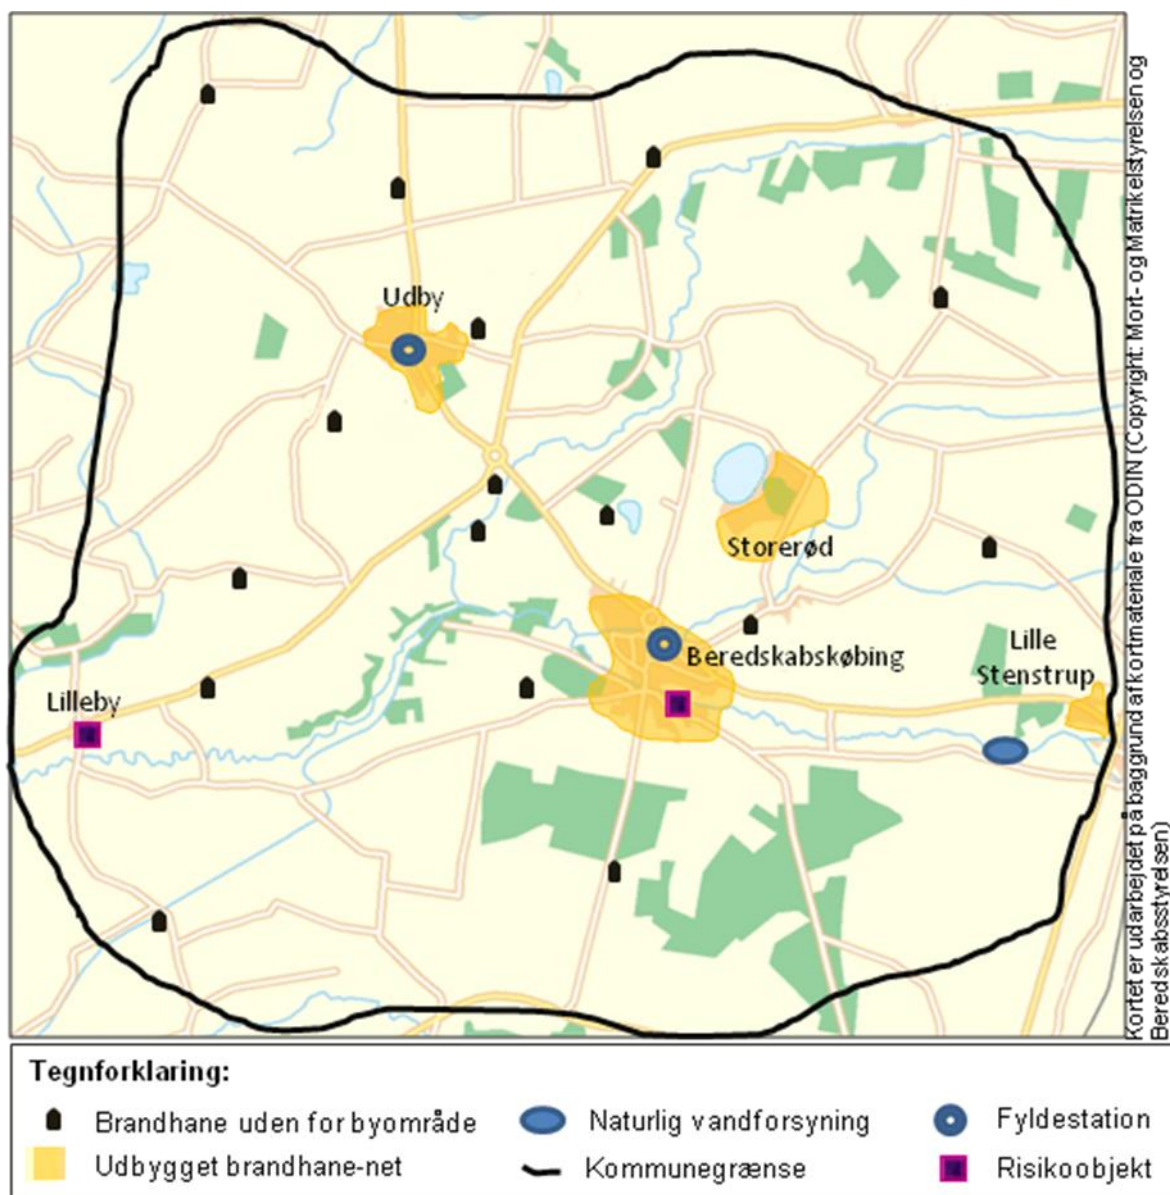 Udby
Storerød
Beredskabskøbing
Lille
Stenstrup
Lilleby
Kortet er udarbejdet på baggrund af kortmateriale fra ODIN (Copyright: Mort- og Matrikelstyrelsen og
Beredskabsstyrelsen)
Tegnforklaring:
Brandhane uden for byområde
Naturlig vandforsyning
Fyldestation
Udbygget brandhane-net
Kommunegrænse
Risikoobjekt